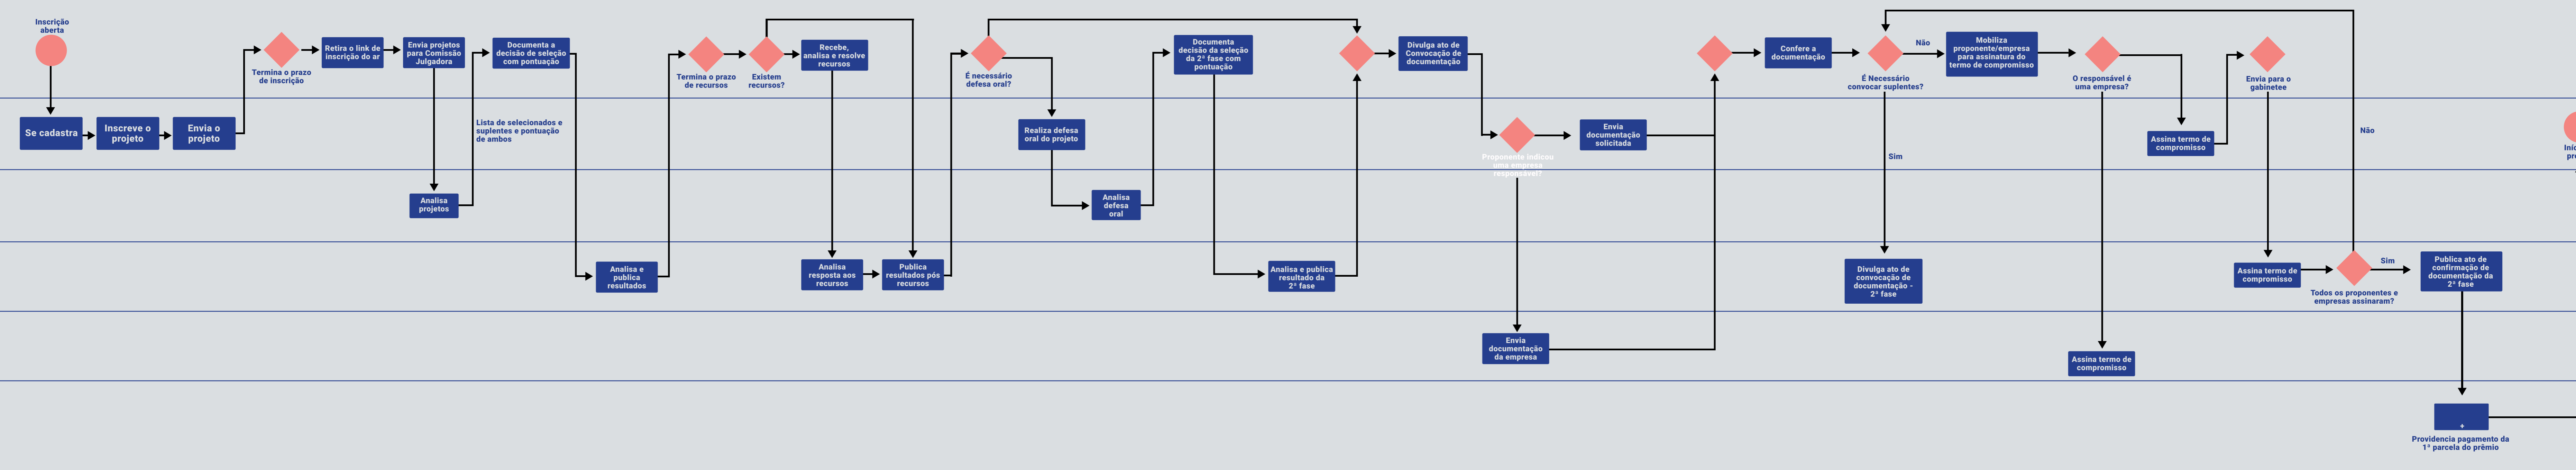 Inscrição
aberta
Se cadastra
Inscreve o
projeto
Envia o
projeto
Termina o prazo
de inscrição
Retira o link de
inscrição do ar
Envia projetos
para Comissão
Julgadora
Analisa
projetos
Lista de selecionados e
suplentes e pontuação
de ambos
Documenta a
decisão de seleção
com pontuação
Analisa e
publica
resultados
Termina o prazo
de recursos
Existem
recursos?
Recebe,
analisa e resolve
recursos
Analisa
resposta aos
recursos
Publica
resultados pós
recursos
É necessário
defesa oral?
Realiza defesa
oral do projeto
Analisa
defesa
oral
Documenta
decisão da seleção
da 2ª fase com
pontuação
Analisa e publica
resultado da
2ª fase
Divulga ato de
Convocação de
documentação
Proponente indicou
uma empresa
responsável?
Envia
documentação
solicitada
Envia
documentação
da empresa
Confere a
documentação
É Necessário
convocar suplentes?
Não
Sim
Divulga ato de
convocação de
documentação -
2ª fase
Mobiliza
proponente/empresa
para assinatura do
termo de compromisso
O responsável é
uma empresa?
Assina termo de
compromisso
Assina termo de
compromisso
Envia para o
gabinetee
Assina termo de
compromisso
Todos os proponentes e
empresas assinaram?
Não
Sim
Publica ato de
confirmação de
documentação da
2ª fase
+
Providencia pagamento da
1ª parcela do prêmio